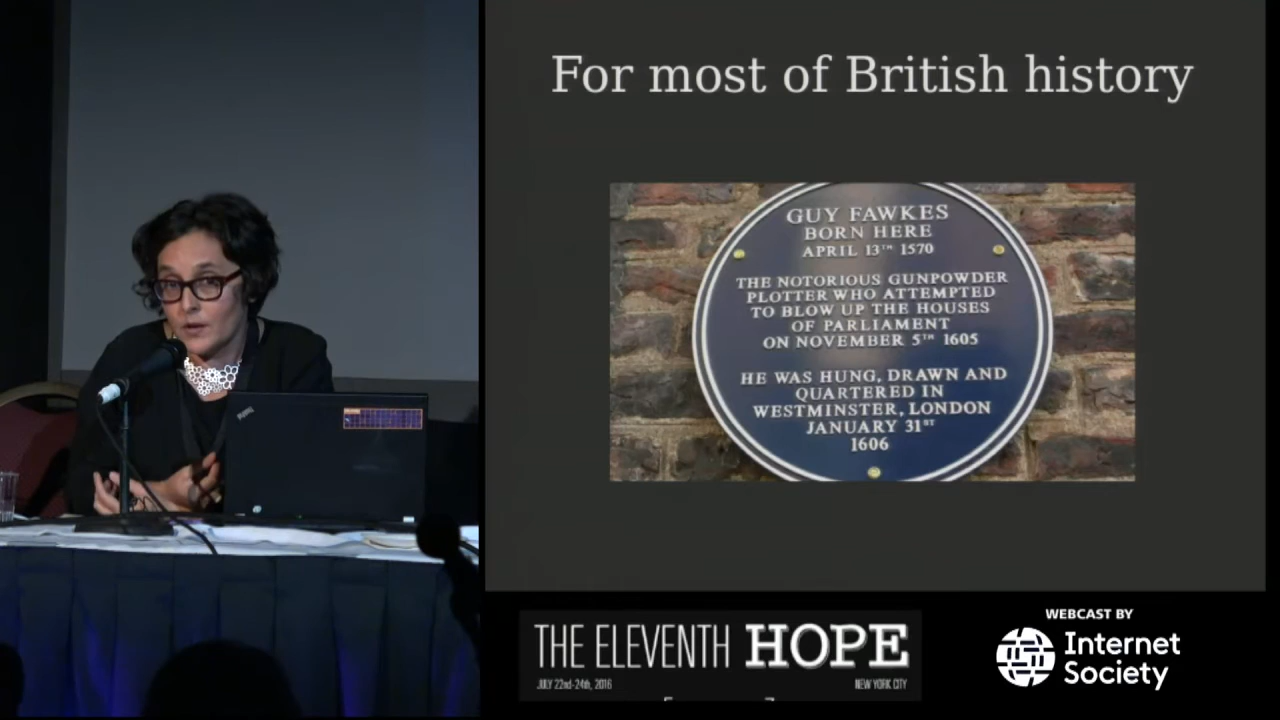 For most of British history
GUY FAWKES
BORN HERE
APRIL 13TH 1570
THE NOTORIOUS GUNPOWDER
PLOTTER WHO ATTEMPTED
TO BLOW UP THE HOUSES
OF PARLIAMENT
ON NOVEMBER 5TH 1605
HE WAS HUNG, DRAWN AND
QUARTERED IN
WESTMINSTER, LONDON
JANUARY 31ST
1606
THE ELEVENTH HOPE
JULY 22nd-24th, 2016
NEW YORK CITY
WEBCAST BY
Internet
Society